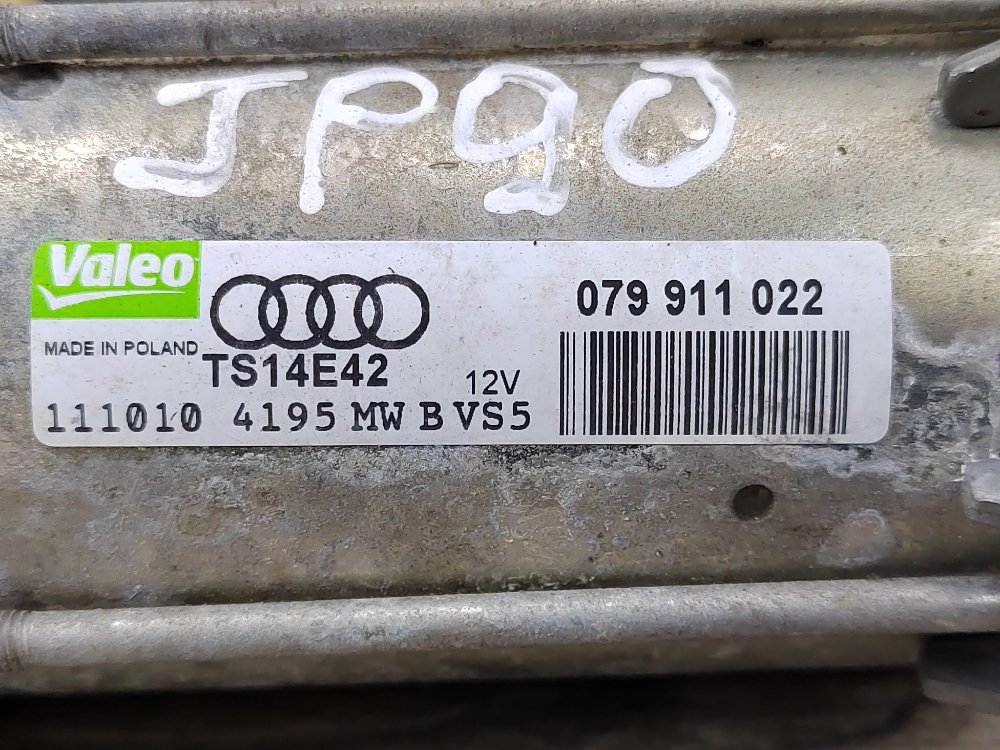 JP90
Valeo
079 911 022
MADE IN POLAND
TS14E42
12V
111010 4195 MW B VS5